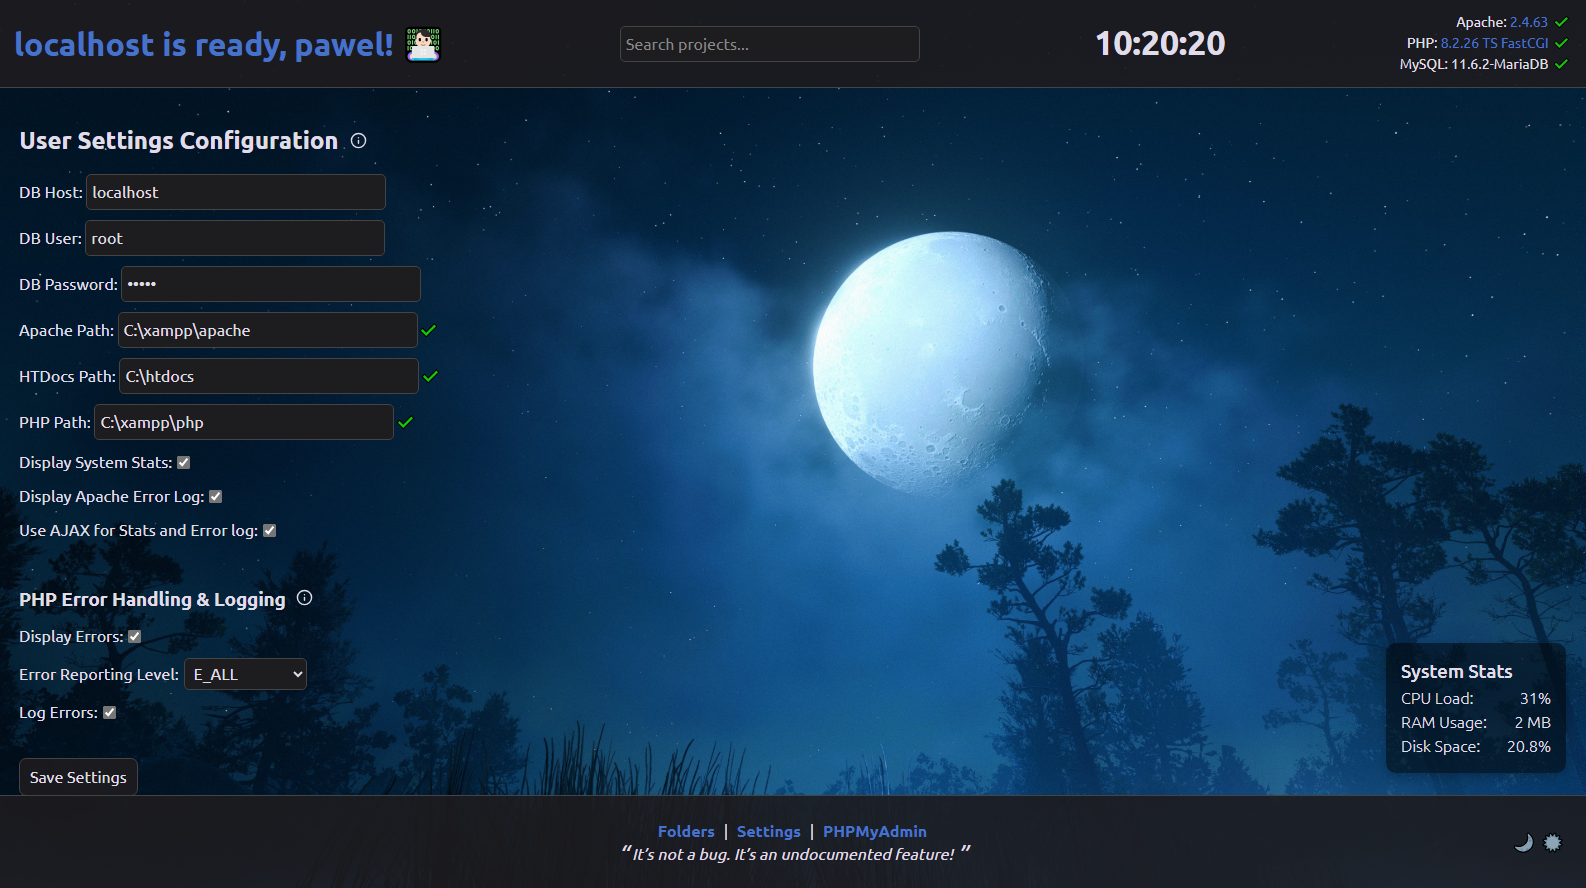 localhost is ready, pawel!
Search projects...
10:20:20
Apache: 2.4.63
PHP: 8.2.26 TS FastCGI
MySQL: 11.6.2-MariaDB
User Settings Configuration
DB Host: localhost
DB User: root
DB Password: •••••
Apache Path: C:\xampp\apache
HTDocs Path: C:\htdocs
PHP Path: C:\xampp\php
Display System Stats:
Display Apache Error Log:
Use AJAX for Stats and Error log:
PHP Error Handling & Logging
Display Errors:
Error Reporting Level: E_ALL
Log Errors:
Save Settings
System Stats
CPU Load: 31%
RAM Usage: 2 MB
Disk Space: 20.8%
Folders | Settings | PHPMyAdmin
“It's not a bug. It's an undocumented feature! ”